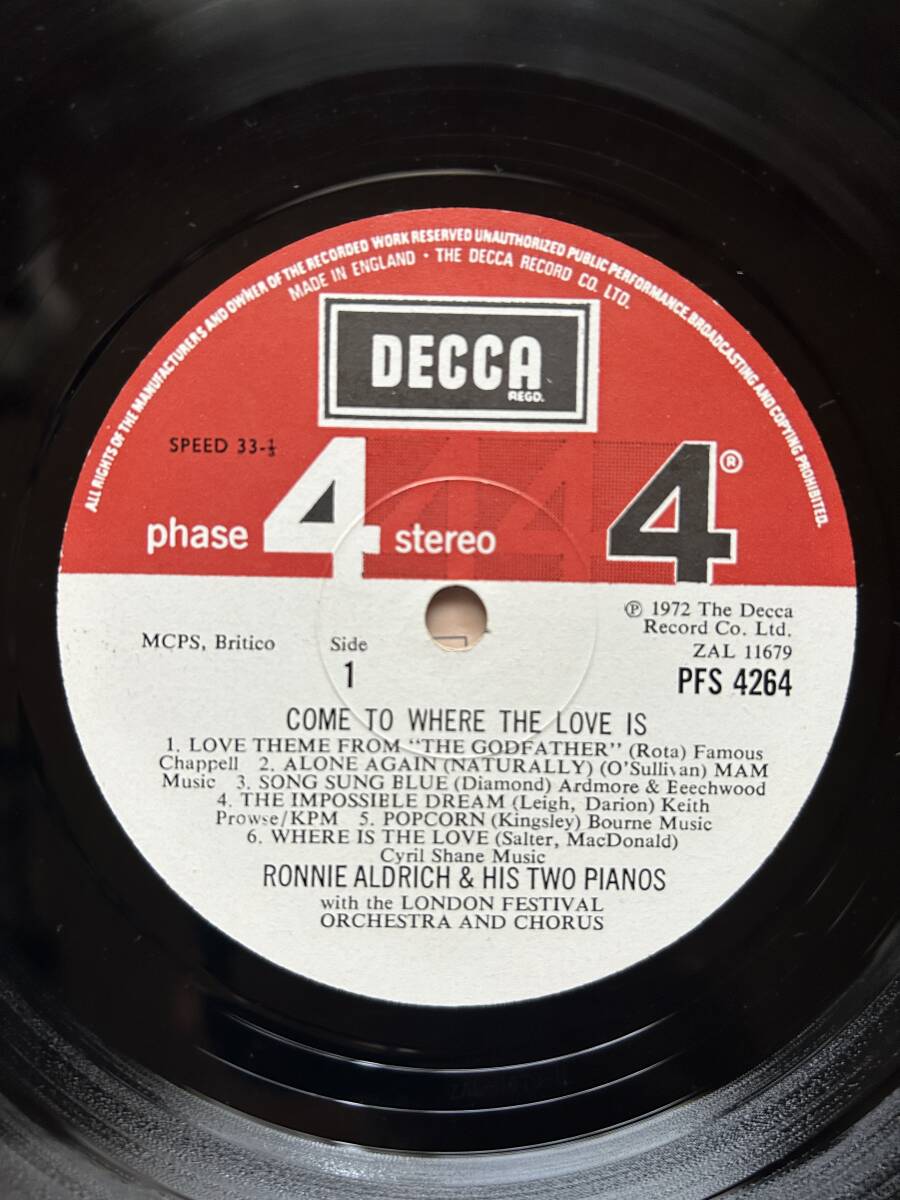 ALL RIGHTS OF THE MANUFACTURERS AND OWNER OF THE RECORDED WORK RESERVED UNAUTHORIZED PUBLIC PERFORMANCE, BROADCASTING AND COPYING PROHIBITED.
MADE IN ENGLAND · THE DECCA RECORD CO. LTD.
DECCA
REGD.
SPEED 33-⅓
phase 4 stereo 4 ®
℗ 1972 The Decca
Record Co. Ltd.
MCPS, Britico
Side
1
ZAL 11679
PFS 4264
COME TO WHERE THE LOVE IS
1. LOVE THEME FROM "THE GODFATHER" (Rota) Famous
Chappell 2. ALONE AGAIN (NATURALLY) (O'Sullivan) MAM
Music 3. SONG SUNG BLUE (Diamond) Ardmore & Eeechwood
4. THE IMPOSSIBLE DREAM (Leigh, Darion) Keith
Prowse/KPM 5. POPCORN (Kingsley) Bourne Music
6. WHERE IS THE LOVE (Salter, MacDonald)
Cyril Shane Music
RONNIE ALDRICH & HIS TWO PIANOS
with the LONDON FESTIVAL
ORCHESTRA AND CHORUS